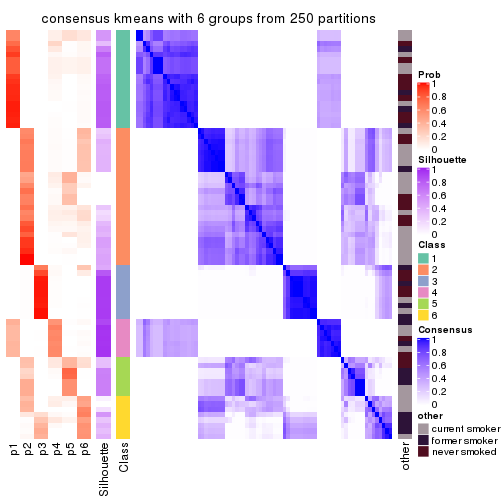 consensus kmeans with 6 groups from 250 partitions
Prob
1
0.8
0.6
0.4
0.2
0
Silhouette
1
0.8
0.6
0.4
0.2
0
Class
1
2
3
4
5
6
Consensus
1
0.8
0.6
0.4
0.2
0
other
current smoker
former smoker
never smoked
p1
p2
p3
p4
p5
p6
Silhouette
Class
other